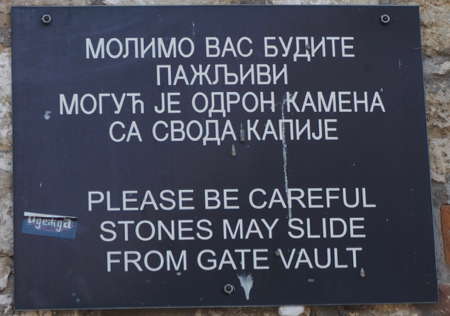 МОЛИМО ВАС БУДИТЕ
ПАЖЉИВИ
МОГУЋ ЈЕ ОДРОН КАМЕНА
СА СВОДА КАПИЈЕ
PLEASE BE CAREFUL
STONES MAY SLIDE
FROM GATE VAULT
Одежда